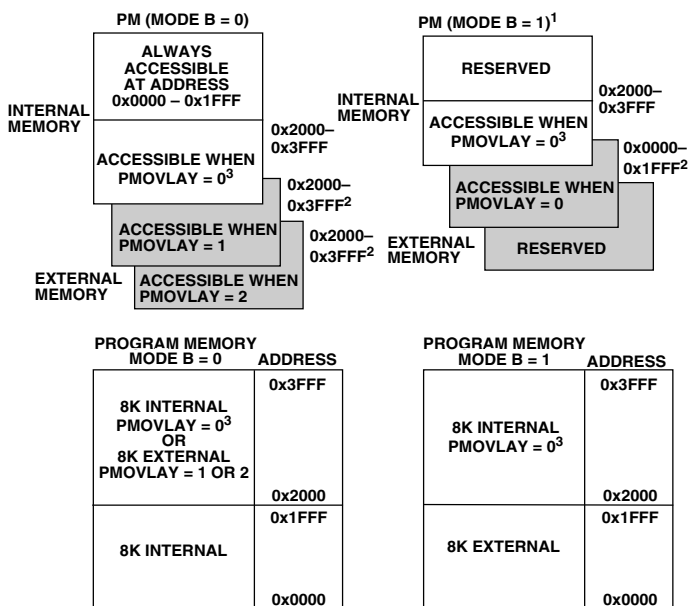 PM (MODE B = 0)
ALWAYS
ACCESSIBLE
AT ADDRESS
0x0000 – 0x1FFF
INTERNAL
MEMORY
0x2000–
0x3FFF
ACCESSIBLE WHEN
PMOVLAY = 0³
0x2000–
0x3FFF²
ACCESSIBLE WHEN
PMOVLAY = 1
0x2000–
0x3FFF²
EXTERNAL
MEMORY
ACCESSIBLE WHEN
PMOVLAY = 2
PM (MODE B = 1)¹
RESERVED
INTERNAL
MEMORY
0x2000–
0x3FFF
ACCESSIBLE WHEN
PMOVLAY = 0³
0x0000–
0x1FFF²
ACCESSIBLE WHEN
PMOVLAY = 0
EXTERNAL
MEMORY
RESERVED
PROGRAM MEMORY
MODE B = 0
ADDRESS
0x3FFF
8K INTERNAL
PMOVLAY = 0³
OR
8K EXTERNAL
PMOVLAY = 1 OR 2
0x2000
0x1FFF
8K INTERNAL
0x0000
PROGRAM MEMORY
MODE B = 1
ADDRESS
0x3FFF
8K INTERNAL
PMOVLAY = 0³
0x2000
0x1FFF
8K EXTERNAL
0x0000